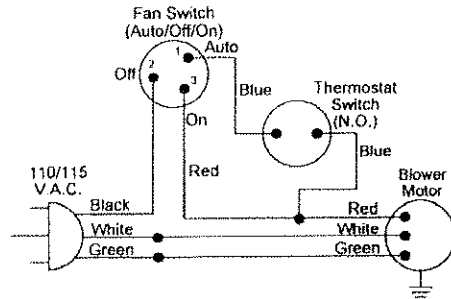 Fan Switch
(Auto/Off/On)
1
Auto
2
Off
3
On
Blue
Thermostat
Switch
(N.O.)
Blue
110/115
V.A.C.
Red
Blower
Motor
Black
Red
White
White
Green
Green